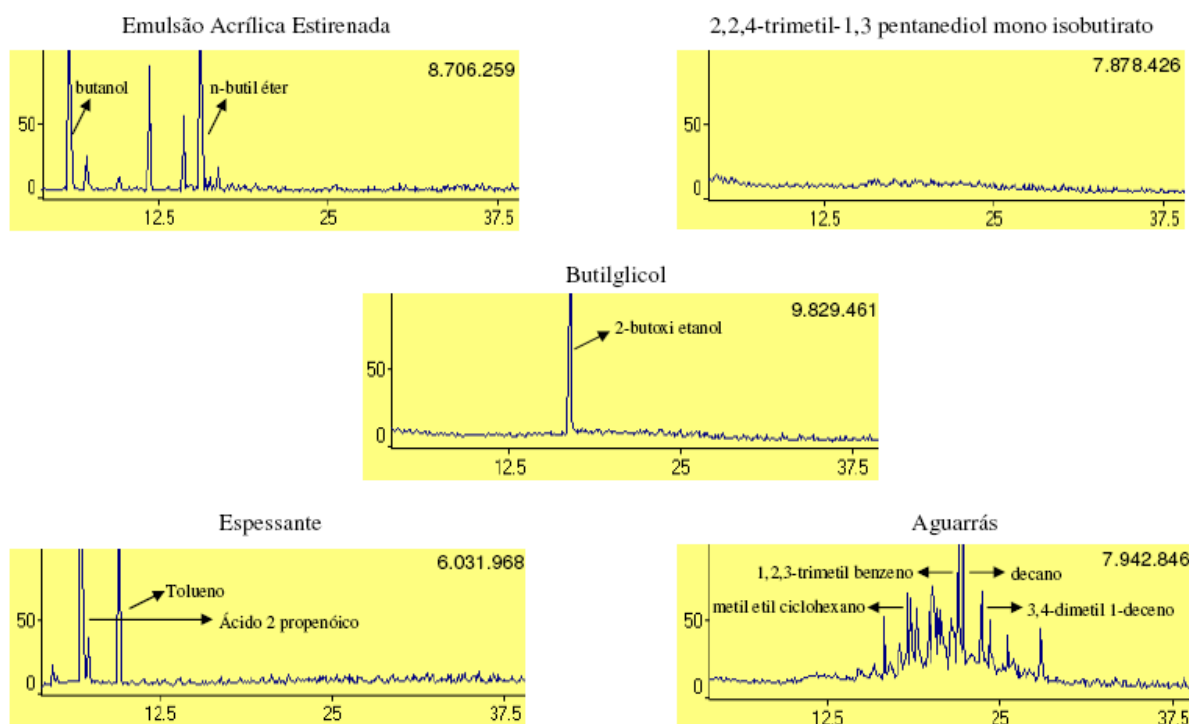 Emulsão Acrílica Estirenada
8.706.259
butanol
n-butil éter
50
0
12.5 25 37.5
2,2,4-trimetil-1,3 pentanediol mono isobutirato
7.878.426
50
0
12.5 25 37.5
Butilglicol
9.829.461
2-butoxi etanol
50
0
12.5 25 37.5
Espessante
6.031.968
Tolueno
50
Ácido 2 propenóico
0
12.5 25 37.5
Aguarrás
7.942.846
1,2,3-trimetil benzeno decano
metil etil ciclohexano 3,4-dimetil 1-deceno
50
0
12.5 25 37.5